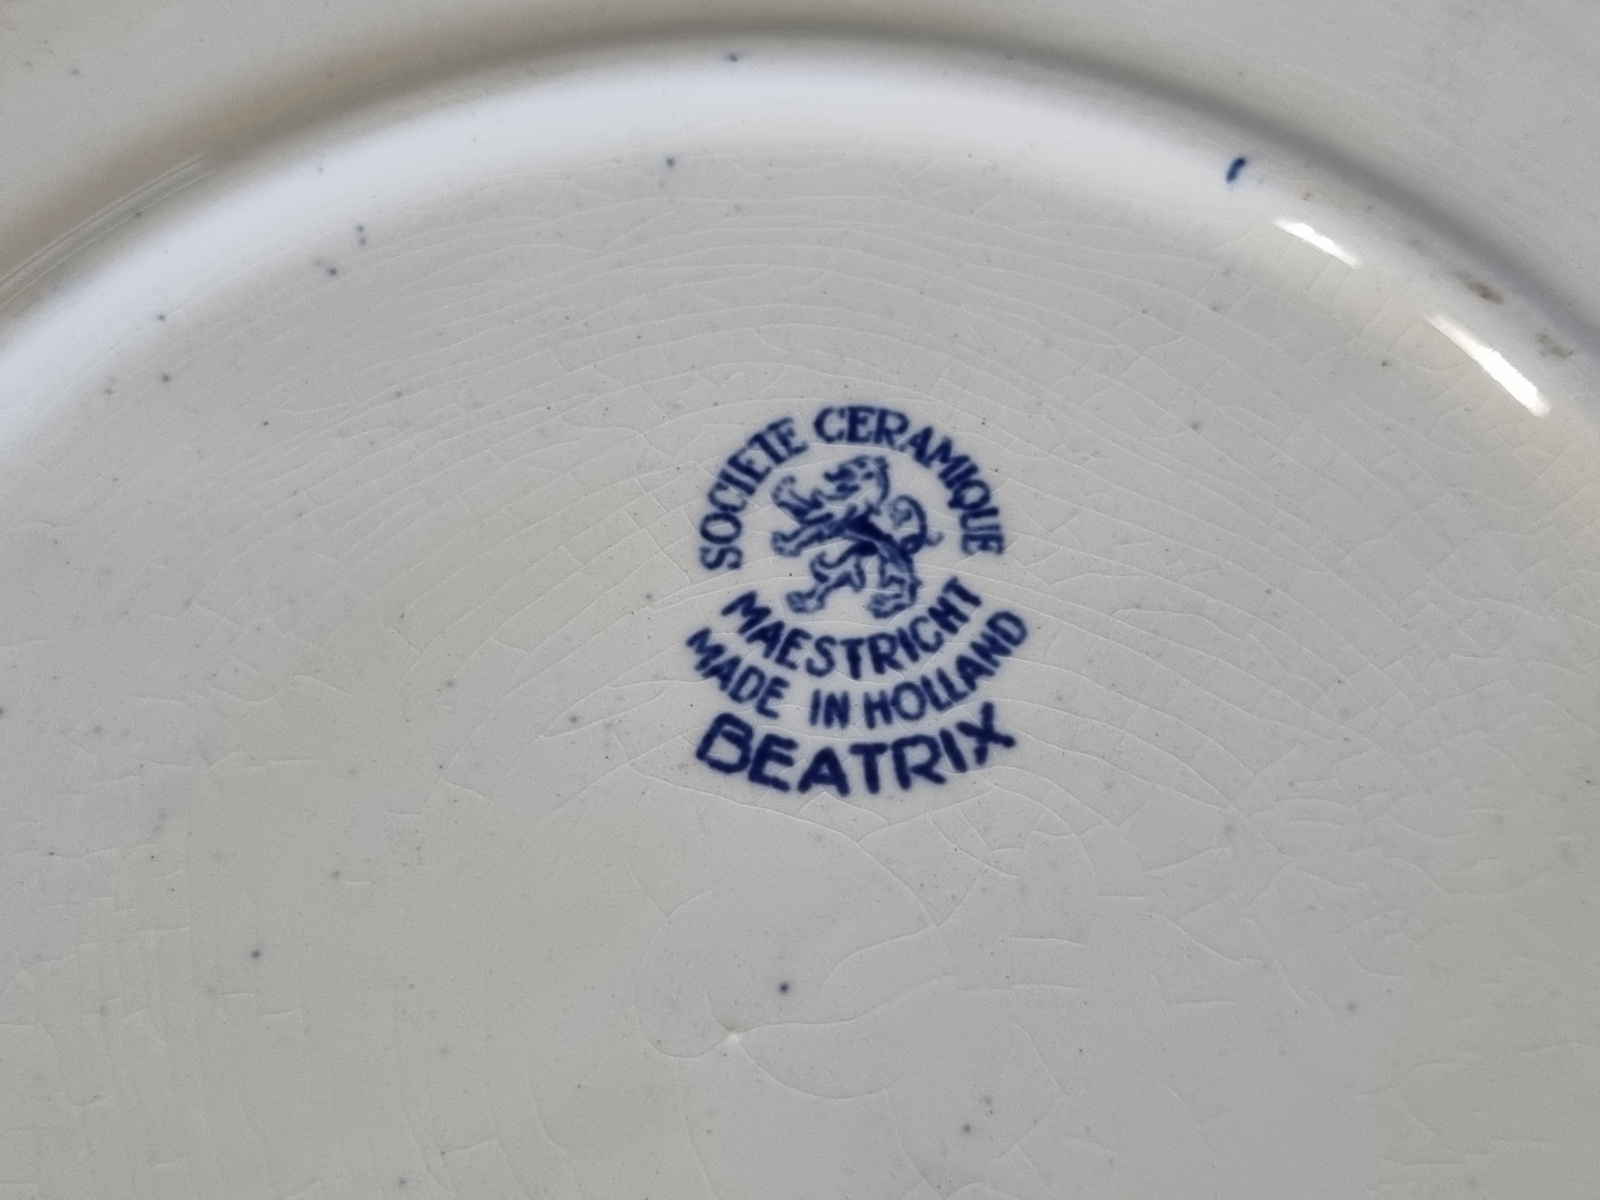 SOCIETE CERAMIQUE
MAESTRICHT
MADE IN HOLLAND
BEATRIX